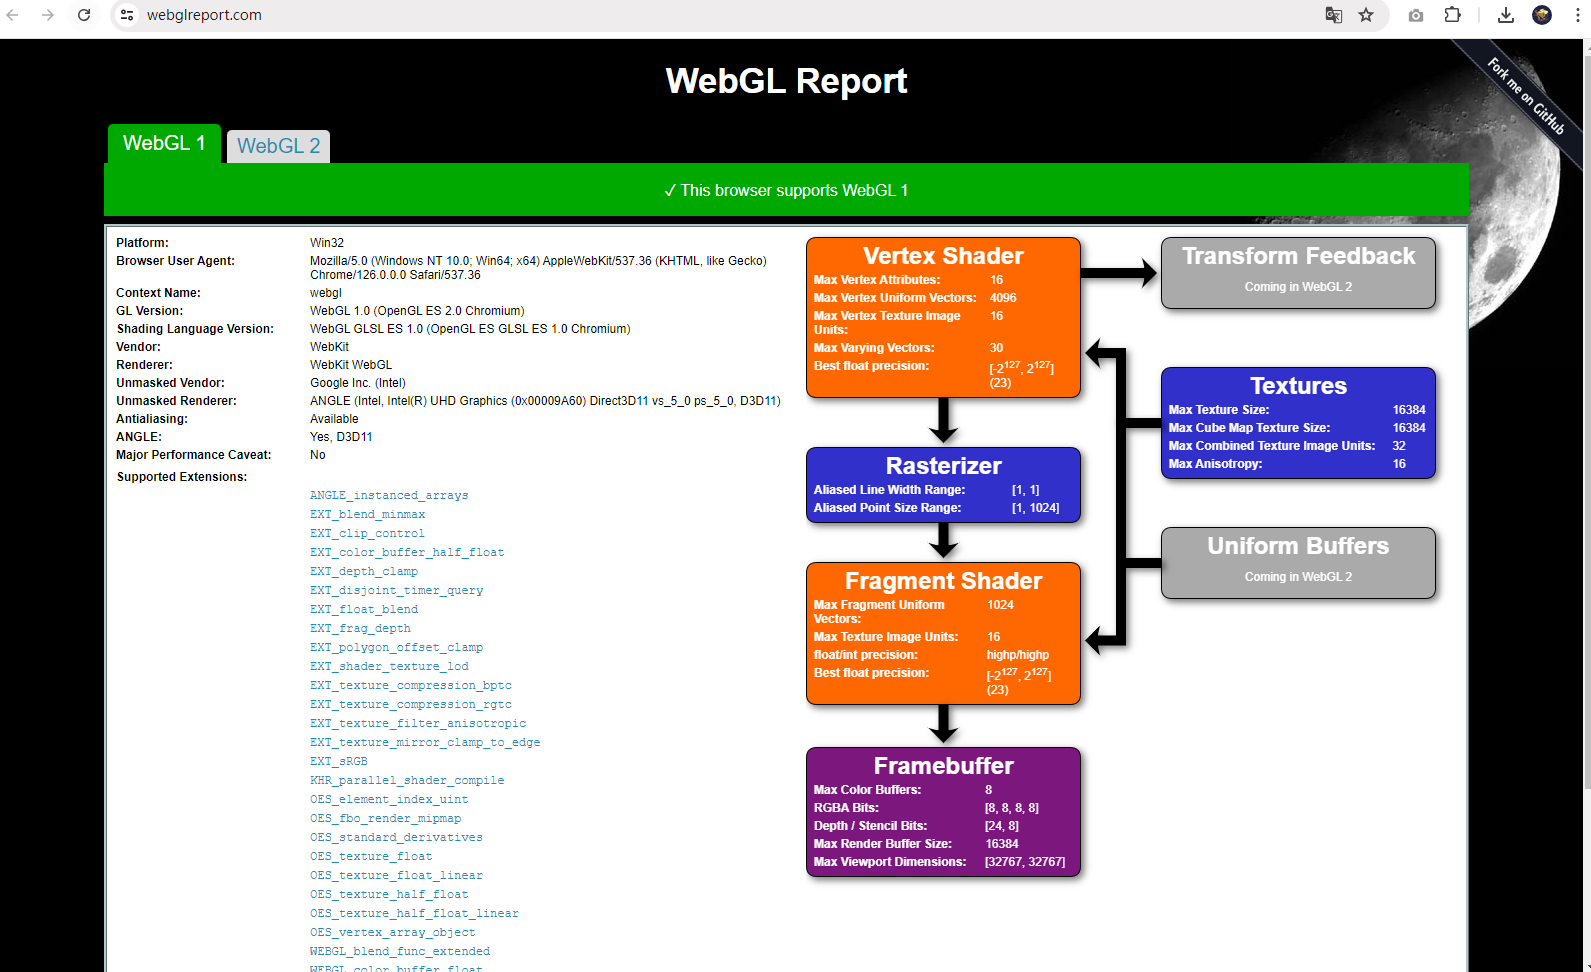 webglreport.com
WebGL Report
Fork me on GitHub
WebGL 1
WebGL 2
✓ This browser supports WebGL 1
Platform: Win32
Browser User Agent: Mozilla/5.0 (Windows NT 10.0; Win64; x64) AppleWebKit/537.36 (KHTML, like Gecko)
Chrome/126.0.0.0 Safari/537.36
Context Name: webgl
GL Version: WebGL 1.0 (OpenGL ES 2.0 Chromium)
Shading Language Version: WebGL GLSL ES 1.0 (OpenGL ES GLSL ES 1.0 Chromium)
Vendor: WebKit
Renderer: WebKit WebGL
Unmasked Vendor: Google Inc. (Intel)
Unmasked Renderer: ANGLE (Intel, Intel(R) UHD Graphics (0x00009A60) Direct3D11 vs_5_0 ps_5_0, D3D11)
Antialiasing: Available
ANGLE: Yes, D3D11
Major Performance Caveat: No
Supported Extensions:
ANGLE_instanced_arrays
EXT_blend_minmax
EXT_clip_control
EXT_color_buffer_half_float
EXT_depth_clamp
EXT_disjoint_timer_query
EXT_float_blend
EXT_frag_depth
EXT_polygon_offset_clamp
EXT_shader_texture_lod
EXT_texture_compression_bptc
EXT_texture_compression_rgtc
EXT_texture_filter_anisotropic
EXT_texture_mirror_clamp_to_edge
EXT_sRGB
KHR_parallel_shader_compile
OES_element_index_uint
OES_fbo_render_mipmap
OES_standard_derivatives
OES_texture_float
OES_texture_float_linear
OES_texture_half_float
OES_texture_half_float_linear
OES_vertex_array_object
WEBGL_blend_func_extended
WEBGL_color_buffer_float
Vertex Shader
Max Vertex Attributes: 16
Max Vertex Uniform Vectors: 4096
Max Vertex Texture Image 16
Units:
Max Varying Vectors: 30
Best float precision: [-2^127, 2^127]
(23)
Rasterizer
Aliased Line Width Range: [1, 1]
Aliased Point Size Range: [1, 1024]
Fragment Shader
Max Fragment Uniform 1024
Vectors:
Max Texture Image Units: 16
float/int precision: highp/highp
Best float precision: [-2^127, 2^127]
(23)
Framebuffer
Max Color Buffers: 8
RGBA Bits: [8, 8, 8, 8]
Depth / Stencil Bits: [24, 8]
Max Render Buffer Size: 16384
Max Viewport Dimensions: [32767, 32767]
Transform Feedback
Coming in WebGL 2
Textures
Max Texture Size: 16384
Max Cube Map Texture Size: 16384
Max Combined Texture Image Units: 32
Max Anisotropy: 16
Uniform Buffers
Coming in WebGL 2